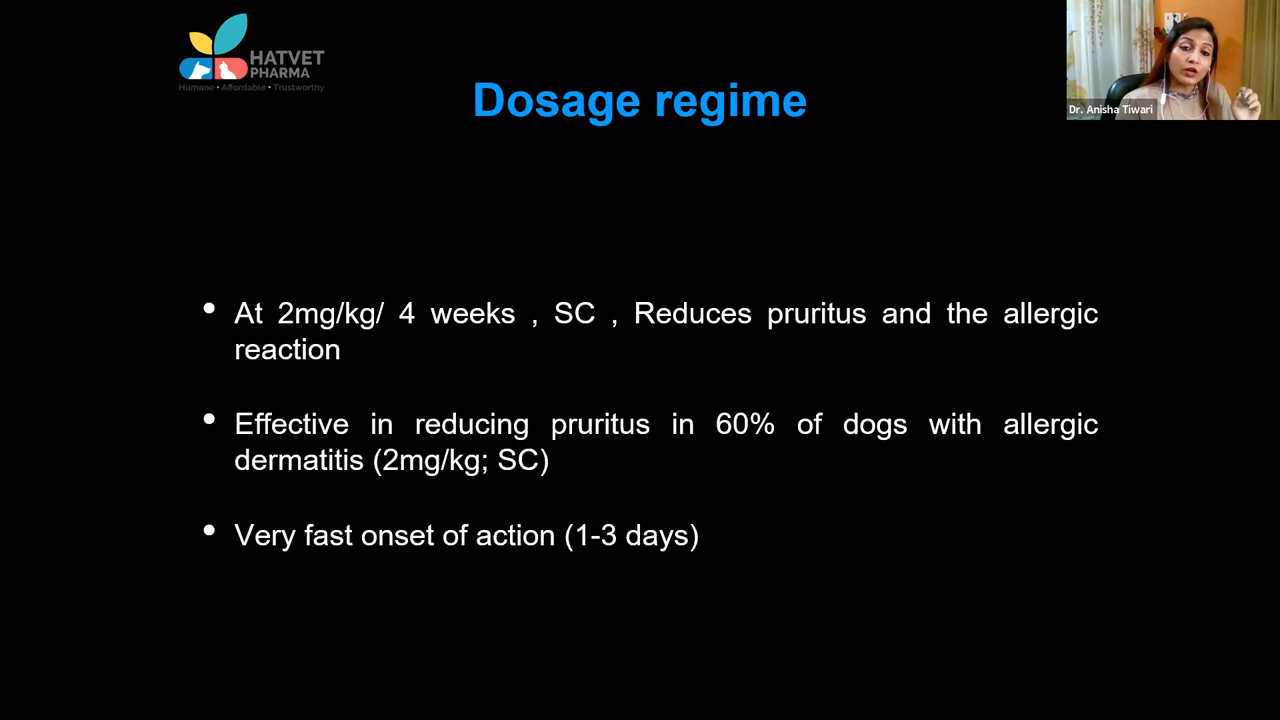 HATVET
PHARMA
Humane • Affordable • Trustworthy
Dosage regime
Dr. Anisha Tiwari
• At 2mg/kg/ 4 weeks , SC , Reduces pruritus and the allergic
reaction
• Effective in reducing pruritus in 60% of dogs with allergic
dermatitis (2mg/kg; SC)
• Very fast onset of action (1-3 days)